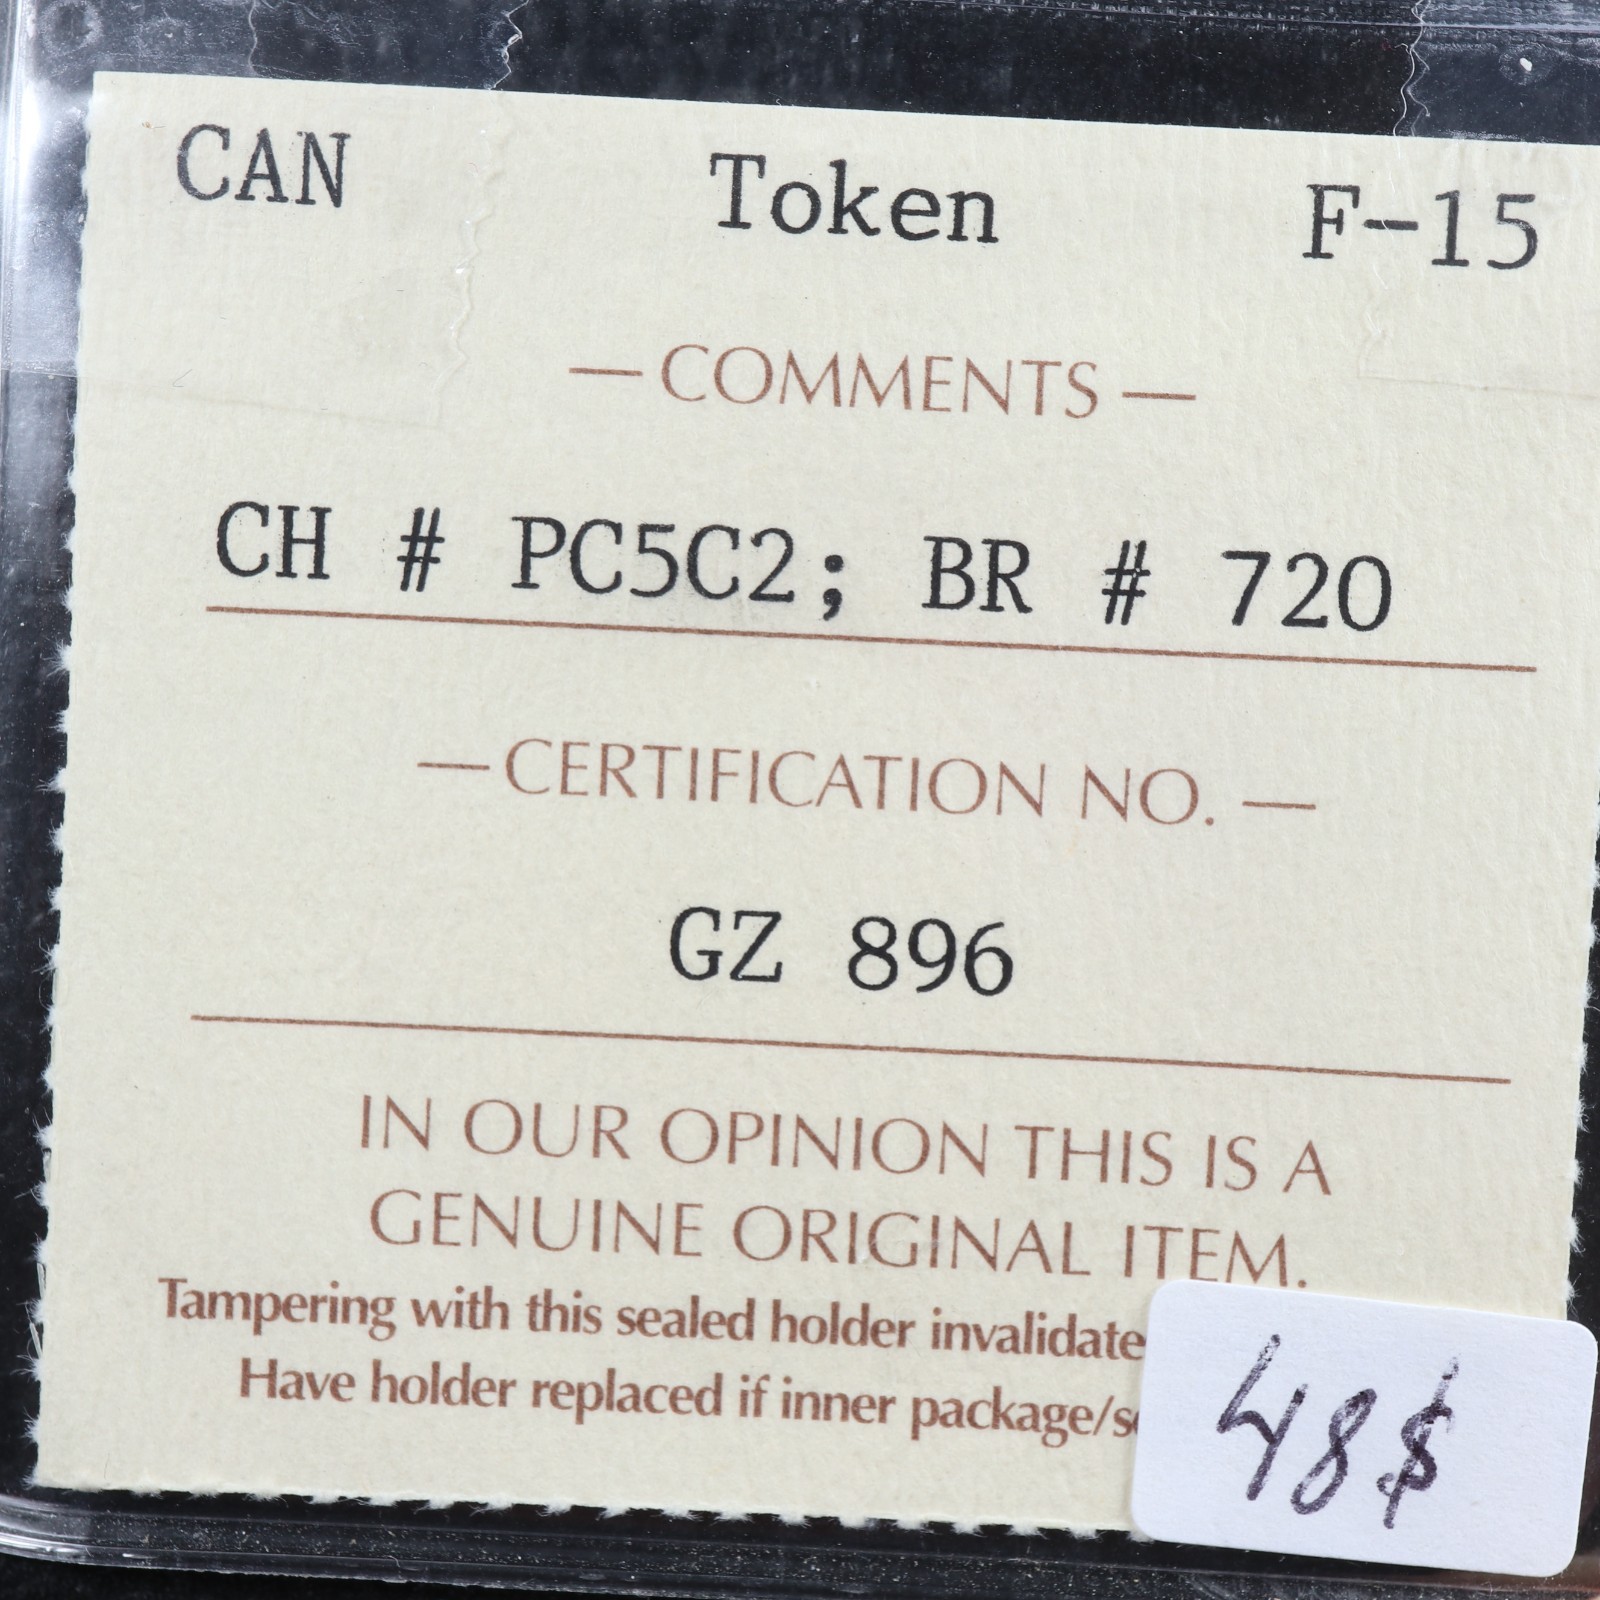 CAN Token F-15
— COMMENTS —
CH # PC5C2; BR # 720
— CERTIFICATION NO. —
GZ 896
IN OUR OPINION THIS IS A
GENUINE ORIGINAL ITEM.
Tampering with this sealed holder invalidate
Have holder replaced if inner package/
48$